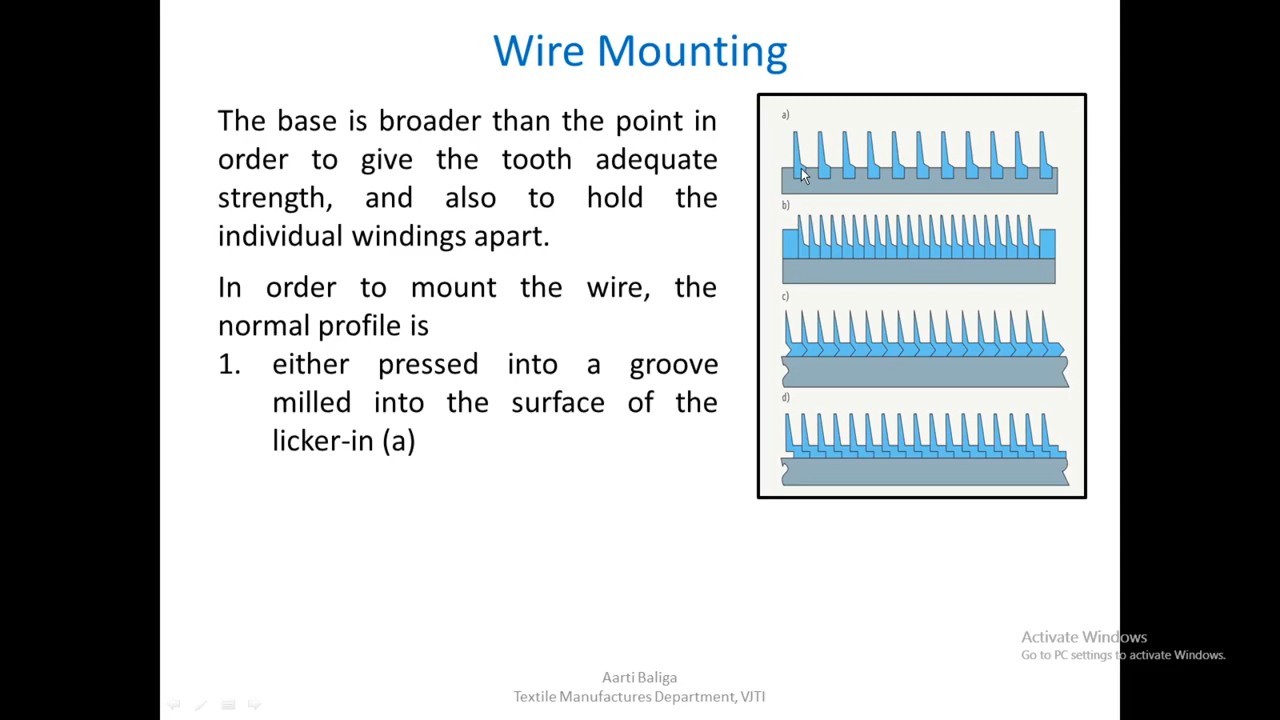 Wire Mounting
The base is broader than the point in
order to give the tooth adequate
strength, and also to hold the
individual windings apart.
In order to mount the wire, the
normal profile is
1. either pressed into a groove
milled into the surface of the
licker-in (a)
a)
b)
c)
d)
Activate Windows
Go to PC settings to activate Windows.
Aarti Baliga
Textile Manufactures Department, VJTI